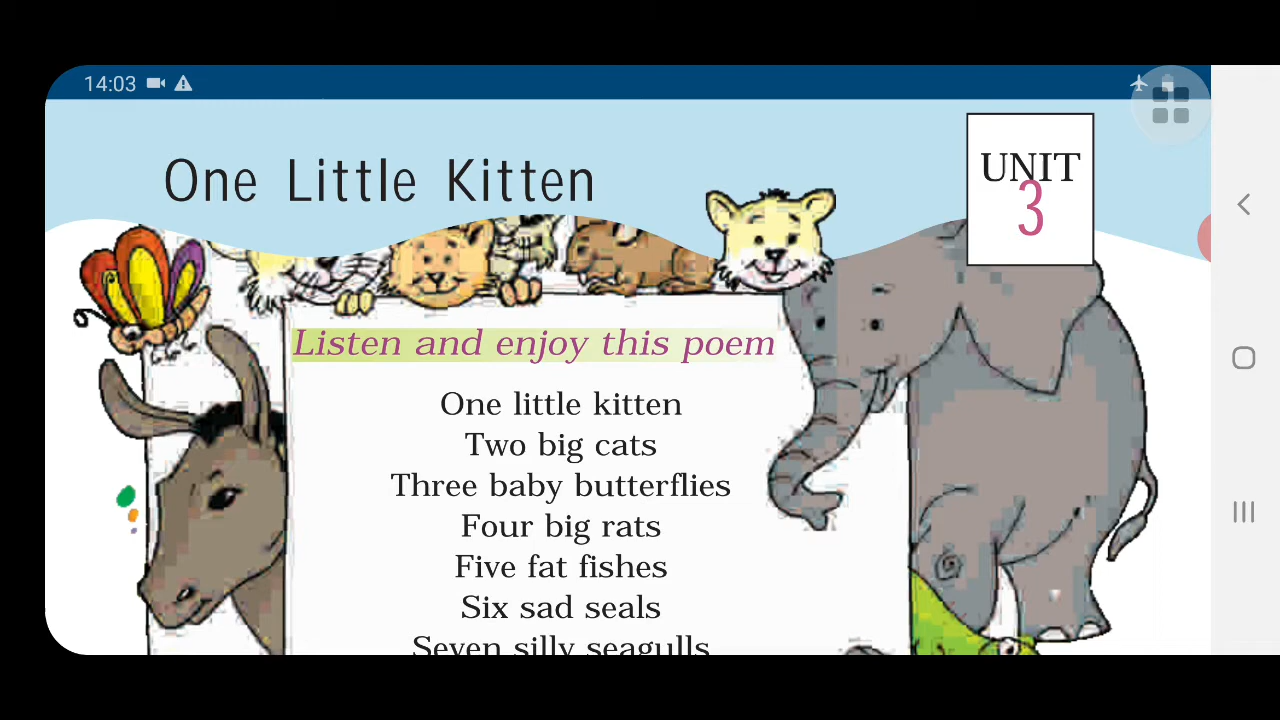 14:03
One Little Kitten
UNIT
3
Listen and enjoy this poem
One little kitten
Two big cats
Three baby butterflies
Four big rats
Five fat fishes
Six sad seals
Seven silly seagulls